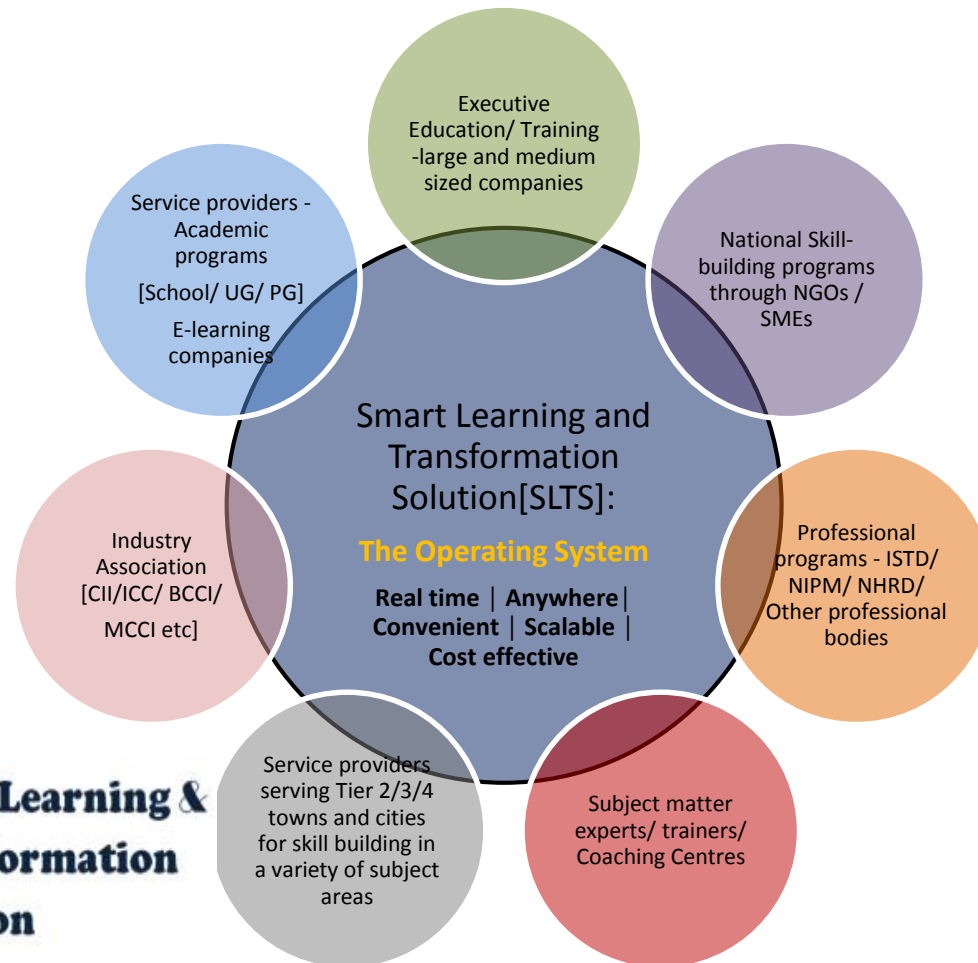 Executive
Education/ Training
-large and medium
sized companies
National Skill-
building programs
through NGOs /
SMEs
Professional
programs - ISTD/
NIPM/ NHRD/
Other professional
bodies
Subject matter
experts/ trainers/
Coaching Centres
Service providers
serving Tier 2/3/4
towns and cities
for skill building in
a variety of subject
areas
Industry
Association
[CII/ICC/ BCCI/
MCCI etc]
Service providers -
Academic
programs
[School/ UG/ PG]
E-learning
companies
Smart Learning and
Transformation
Solution[SLTS]:
The Operating System
Real time | Anywhere|
Convenient | Scalable |
Cost effective
Learning &
ormation
on